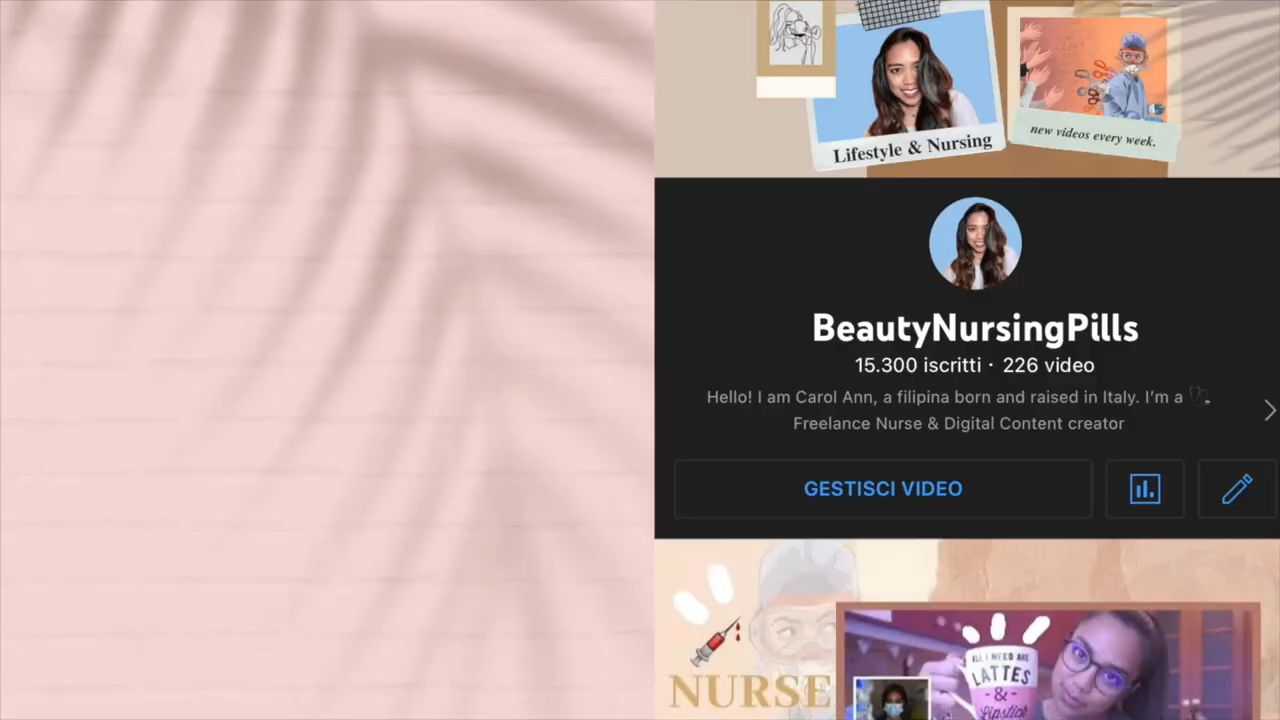 Lifestyle & Nursing
new videos every week.
BeautyNursingPills
15.300 iscritti · 226 video
Hello! I am Carol Ann, a filipina born and raised in Italy. I'm a 🩺
Freelance Nurse & Digital Content creator
GESTISCI VIDEO
NURSE
ALL I NEED ARE
LATTES
-&-
Lipstick